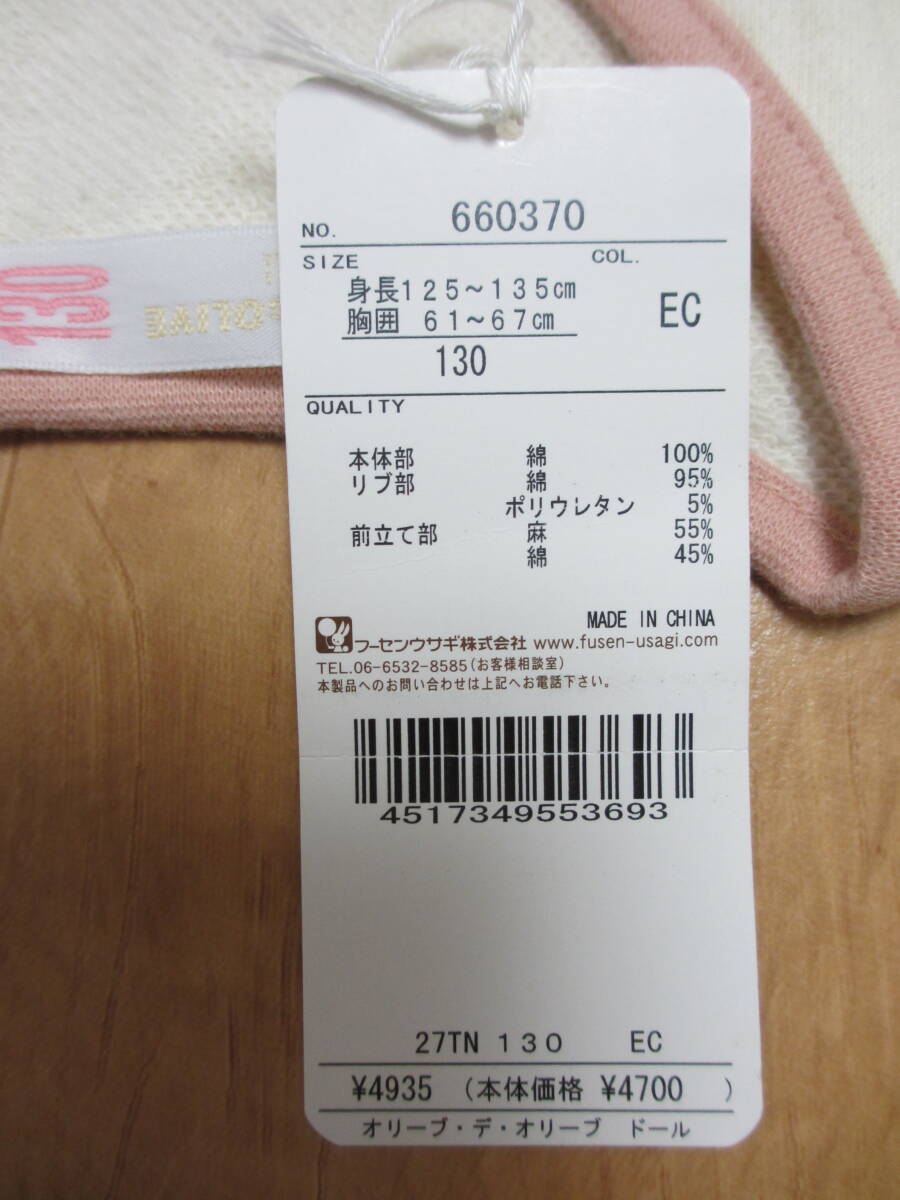 NO. 660370
SIZE COL.
身長125～135㎝
胸囲 61～67㎝
EC
130
QUALITY
本体部 綿 100%
リブ部 綿 95%
ポリウレタン 5%
前立て部 麻 55%
綿 45%
MADE IN CHINA
フーセンウサギ株式会社 www.fusen-usagi.com
TEL.06-6532-8585(お客様相談室)
本製品へのお問い合わせは上記へお電話下さい。
4517349553693
27TN 130 EC
¥4935 (本体価格 ¥4700 )
オリーブ・デ・オリーブ ドール
130
OLIVE